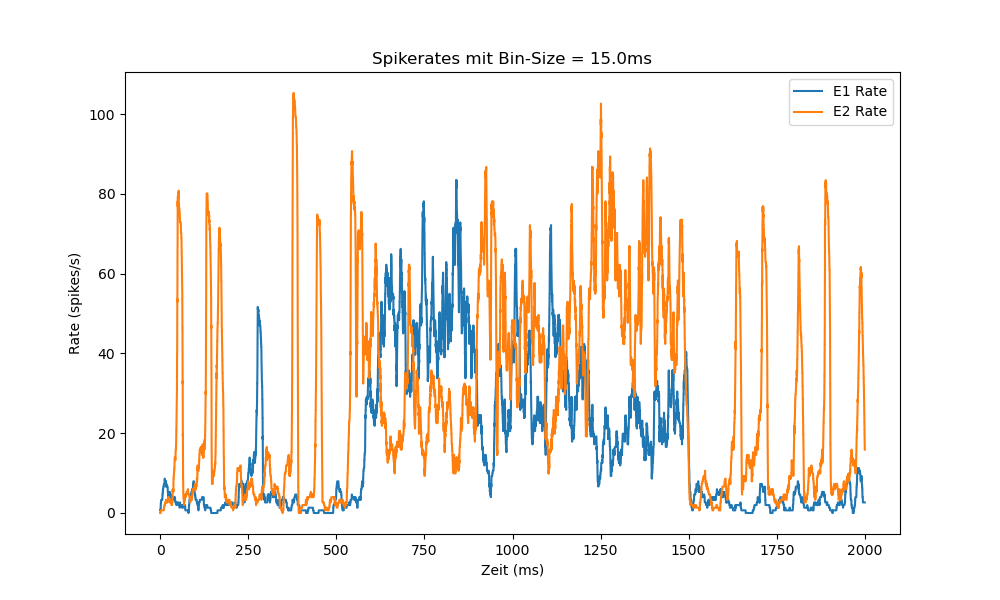 Spikerates mit Bin-Size = 15.0ms
E1 Rate
E2 Rate
Rate (spikes/s)
100
80
60
40
20
0
0 250 500 750 1000 1250 1500 1750 2000
Zeit (ms)